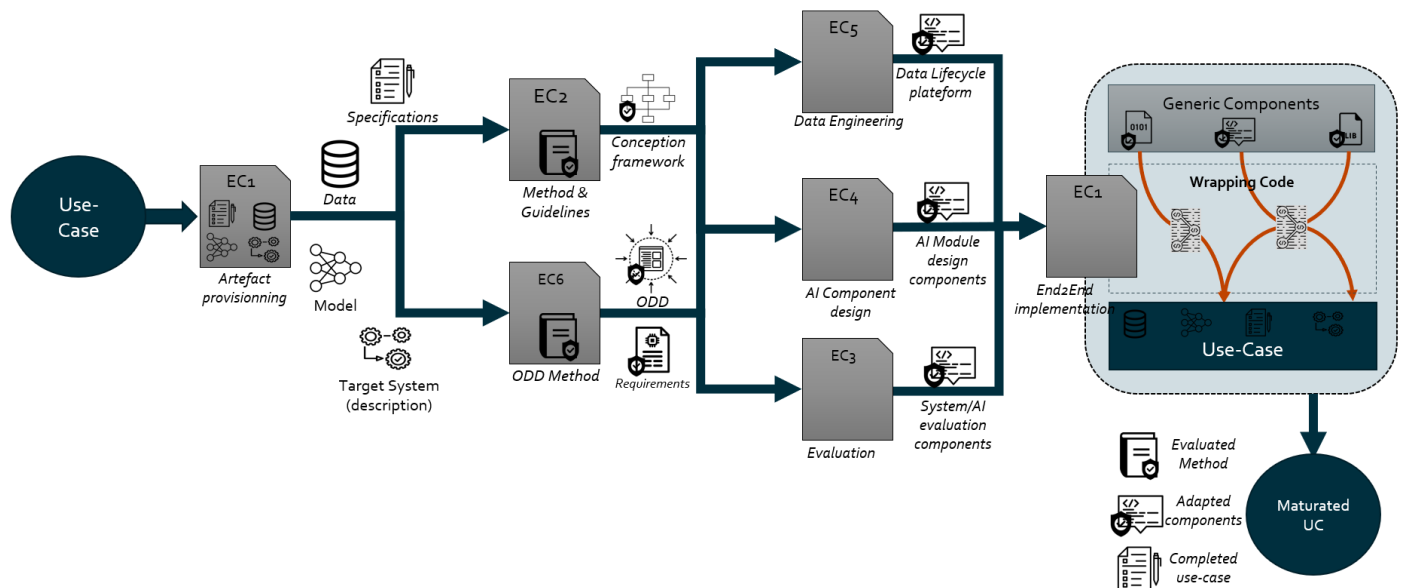 Use-
Case
EC1
Artefact
provisionning
Specifications
Data
Model
Target System
(description)
EC2
Method &
Guidelines
EC6
ODD Method
Conception
framework
ODD
Requirements
EC5
Data Engineering
Data Lifecycle
plateform
EC4
AI Component
design
AI Module
design
components
EC3
Evaluation
System/AI
evaluation
components
EC1
End2End
implementation
Generic Components
0101
LIB
Wrapping Code
Use-Case
Evaluated
Method
Adapted
components
Completed
use-case
Maturated
UC